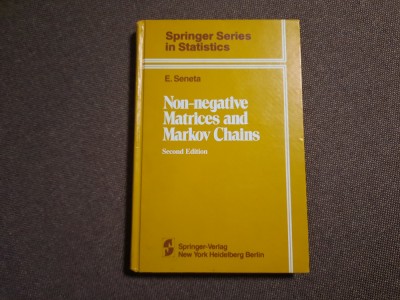 Springer Series
in Statistics
E. Seneta
Non-negative
Matrices and
Markov Chains
Second Edition
Springer-Verlag
New York Heidelberg Berlin